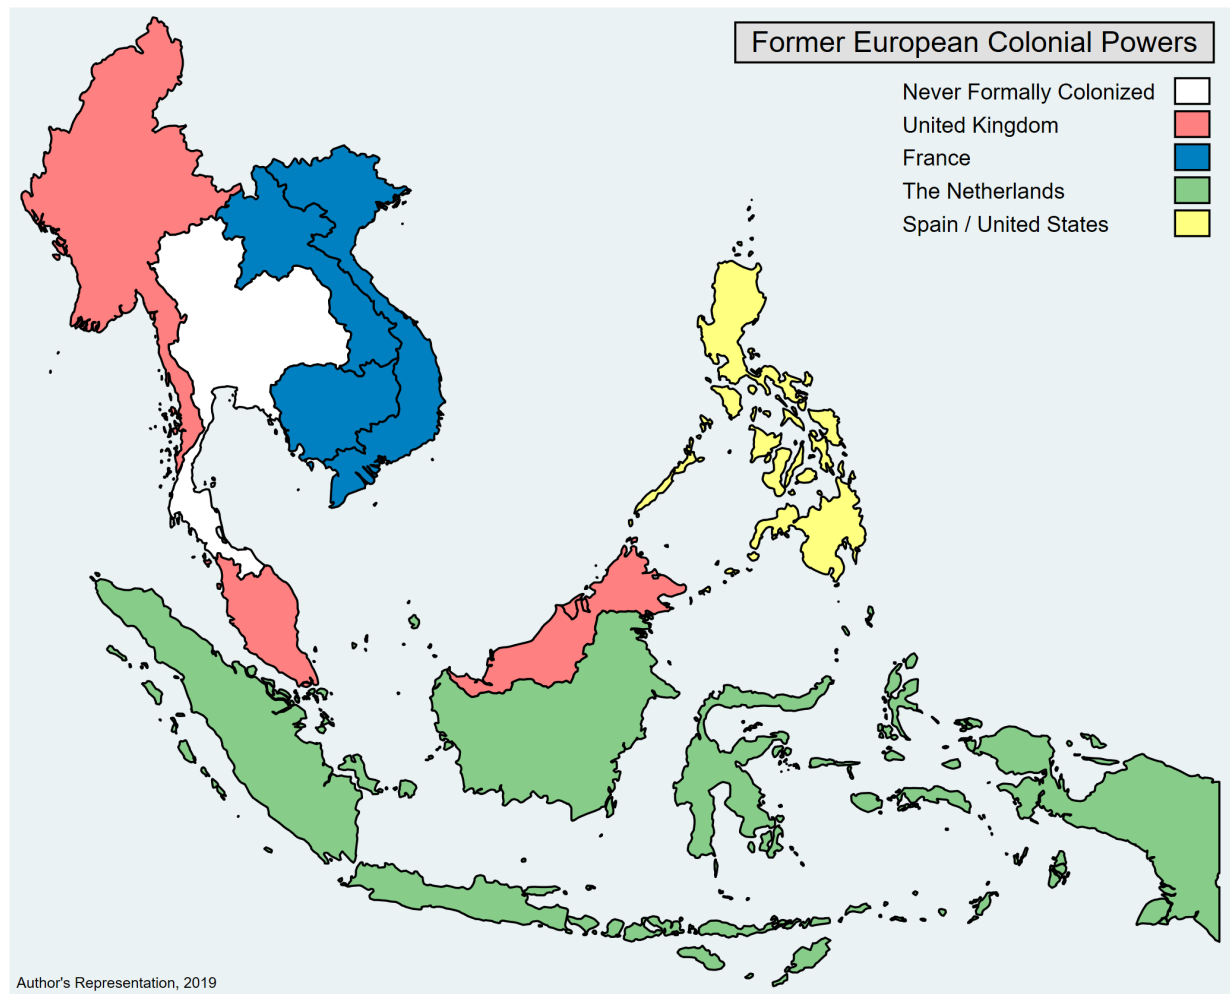 Former European Colonial Powers
Never Formally Colonized
United Kingdom
France
The Netherlands
Spain / United States
Author's Representation, 2019